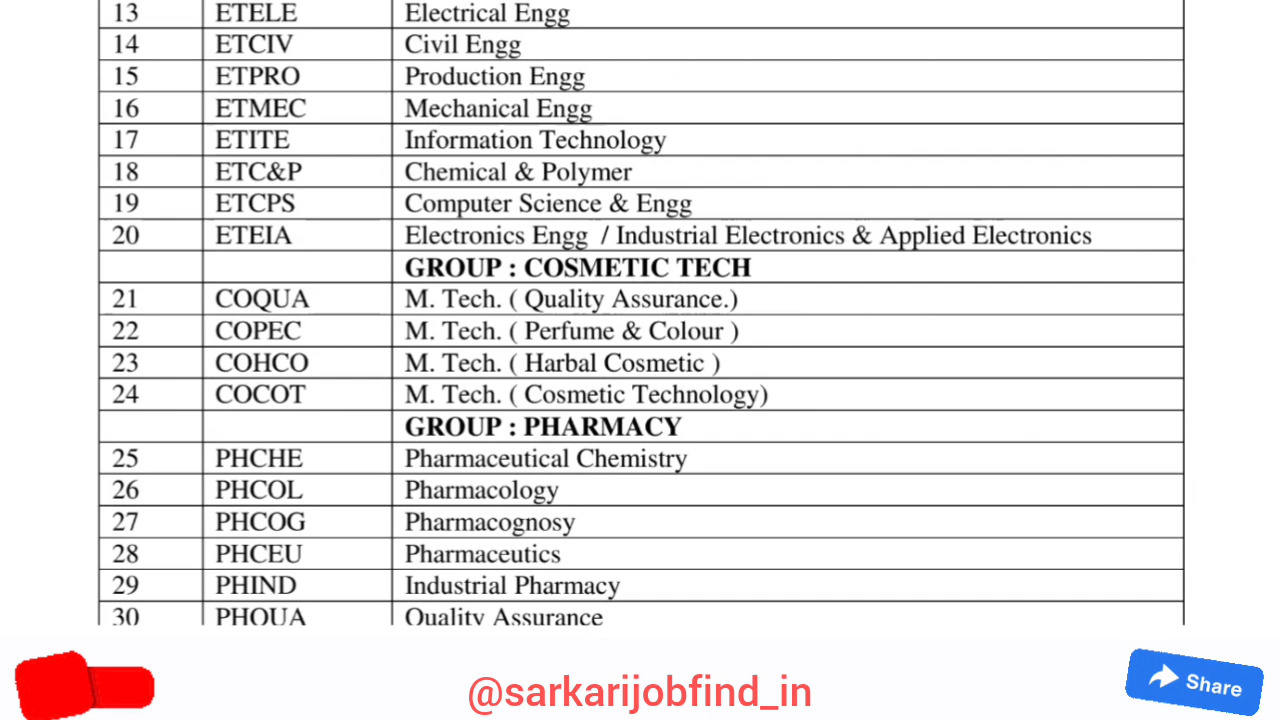 13 ETELE Electrical Engg
14 ETCIV Civil Engg
15 ETPRO Production Engg
16 ETMEC Mechanical Engg
17 ETITE Information Technology
18 ETC&P Chemical & Polymer
19 ETCPS Computer Science & Engg
20 ETEIA Electronics Engg / Industrial Electronics & Applied Electronics
GROUP : COSMETIC TECH
21 COQUA M. Tech. ( Quality Assurance.)
22 COPEC M. Tech. ( Perfume & Colour )
23 COHCO M. Tech. ( Harbal Cosmetic )
24 COCOT M. Tech. ( Cosmetic Technology)
GROUP : PHARMACY
25 PHCHE Pharmaceutical Chemistry
26 PHCOL Pharmacology
27 PHCOG Pharmacognosy
28 PHCEU Pharmaceutics
29 PHIND Industrial Pharmacy
30 PHQUA Quality Assurance
@sarkarijobfind_in
Share